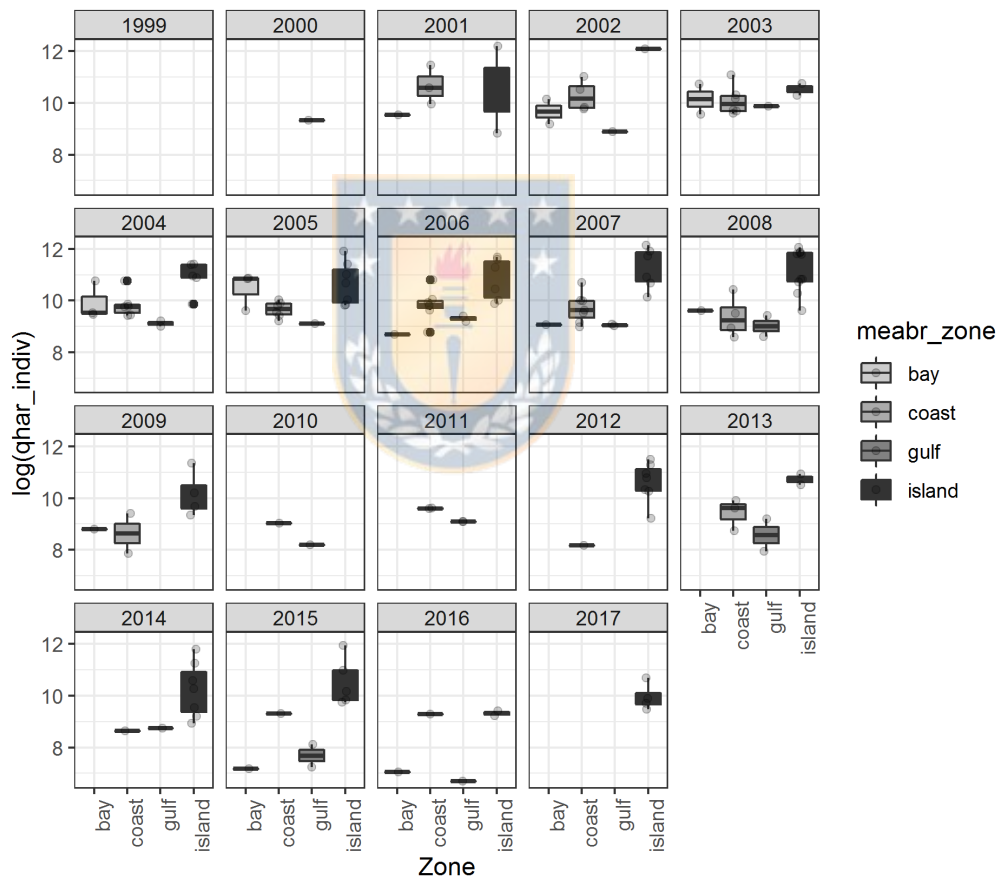 1999 2000 2001 2002 2003
12
10
8
2004 2005 2006 2007 2008
12
10
8
log(qhar_indiv)
meabr_zone
bay
coast
gulf
island
2009 2010 2011 2012 2013
12
10
8
bay coast gulf island
2014 2015 2016 2017
12
10
8
bay coast gulf island bay coast gulf island bay coast gulf island bay coast gulf island
Zone